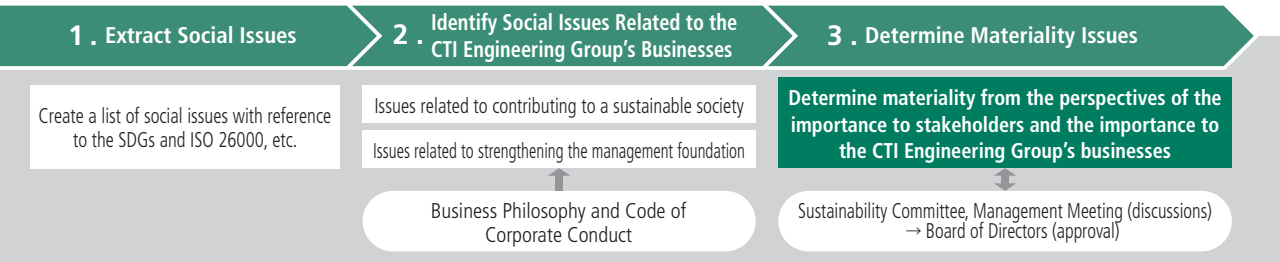 1 . Extract Social Issues
2 . Identify Social Issues Related to the
CTI Engineering Group's Businesses
3 . Determine Materiality Issues
Create a list of social issues with reference
to the SDGs and ISO 26000, etc.
Issues related to contributing to a sustainable society
Issues related to strengthening the management foundation
Business Philosophy and Code of
Corporate Conduct
Determine materiality from the perspectives of the
importance to stakeholders and the importance to
the CTI Engineering Group's businesses
Sustainability Committee, Management Meeting (discussions)
→ Board of Directors (approval)